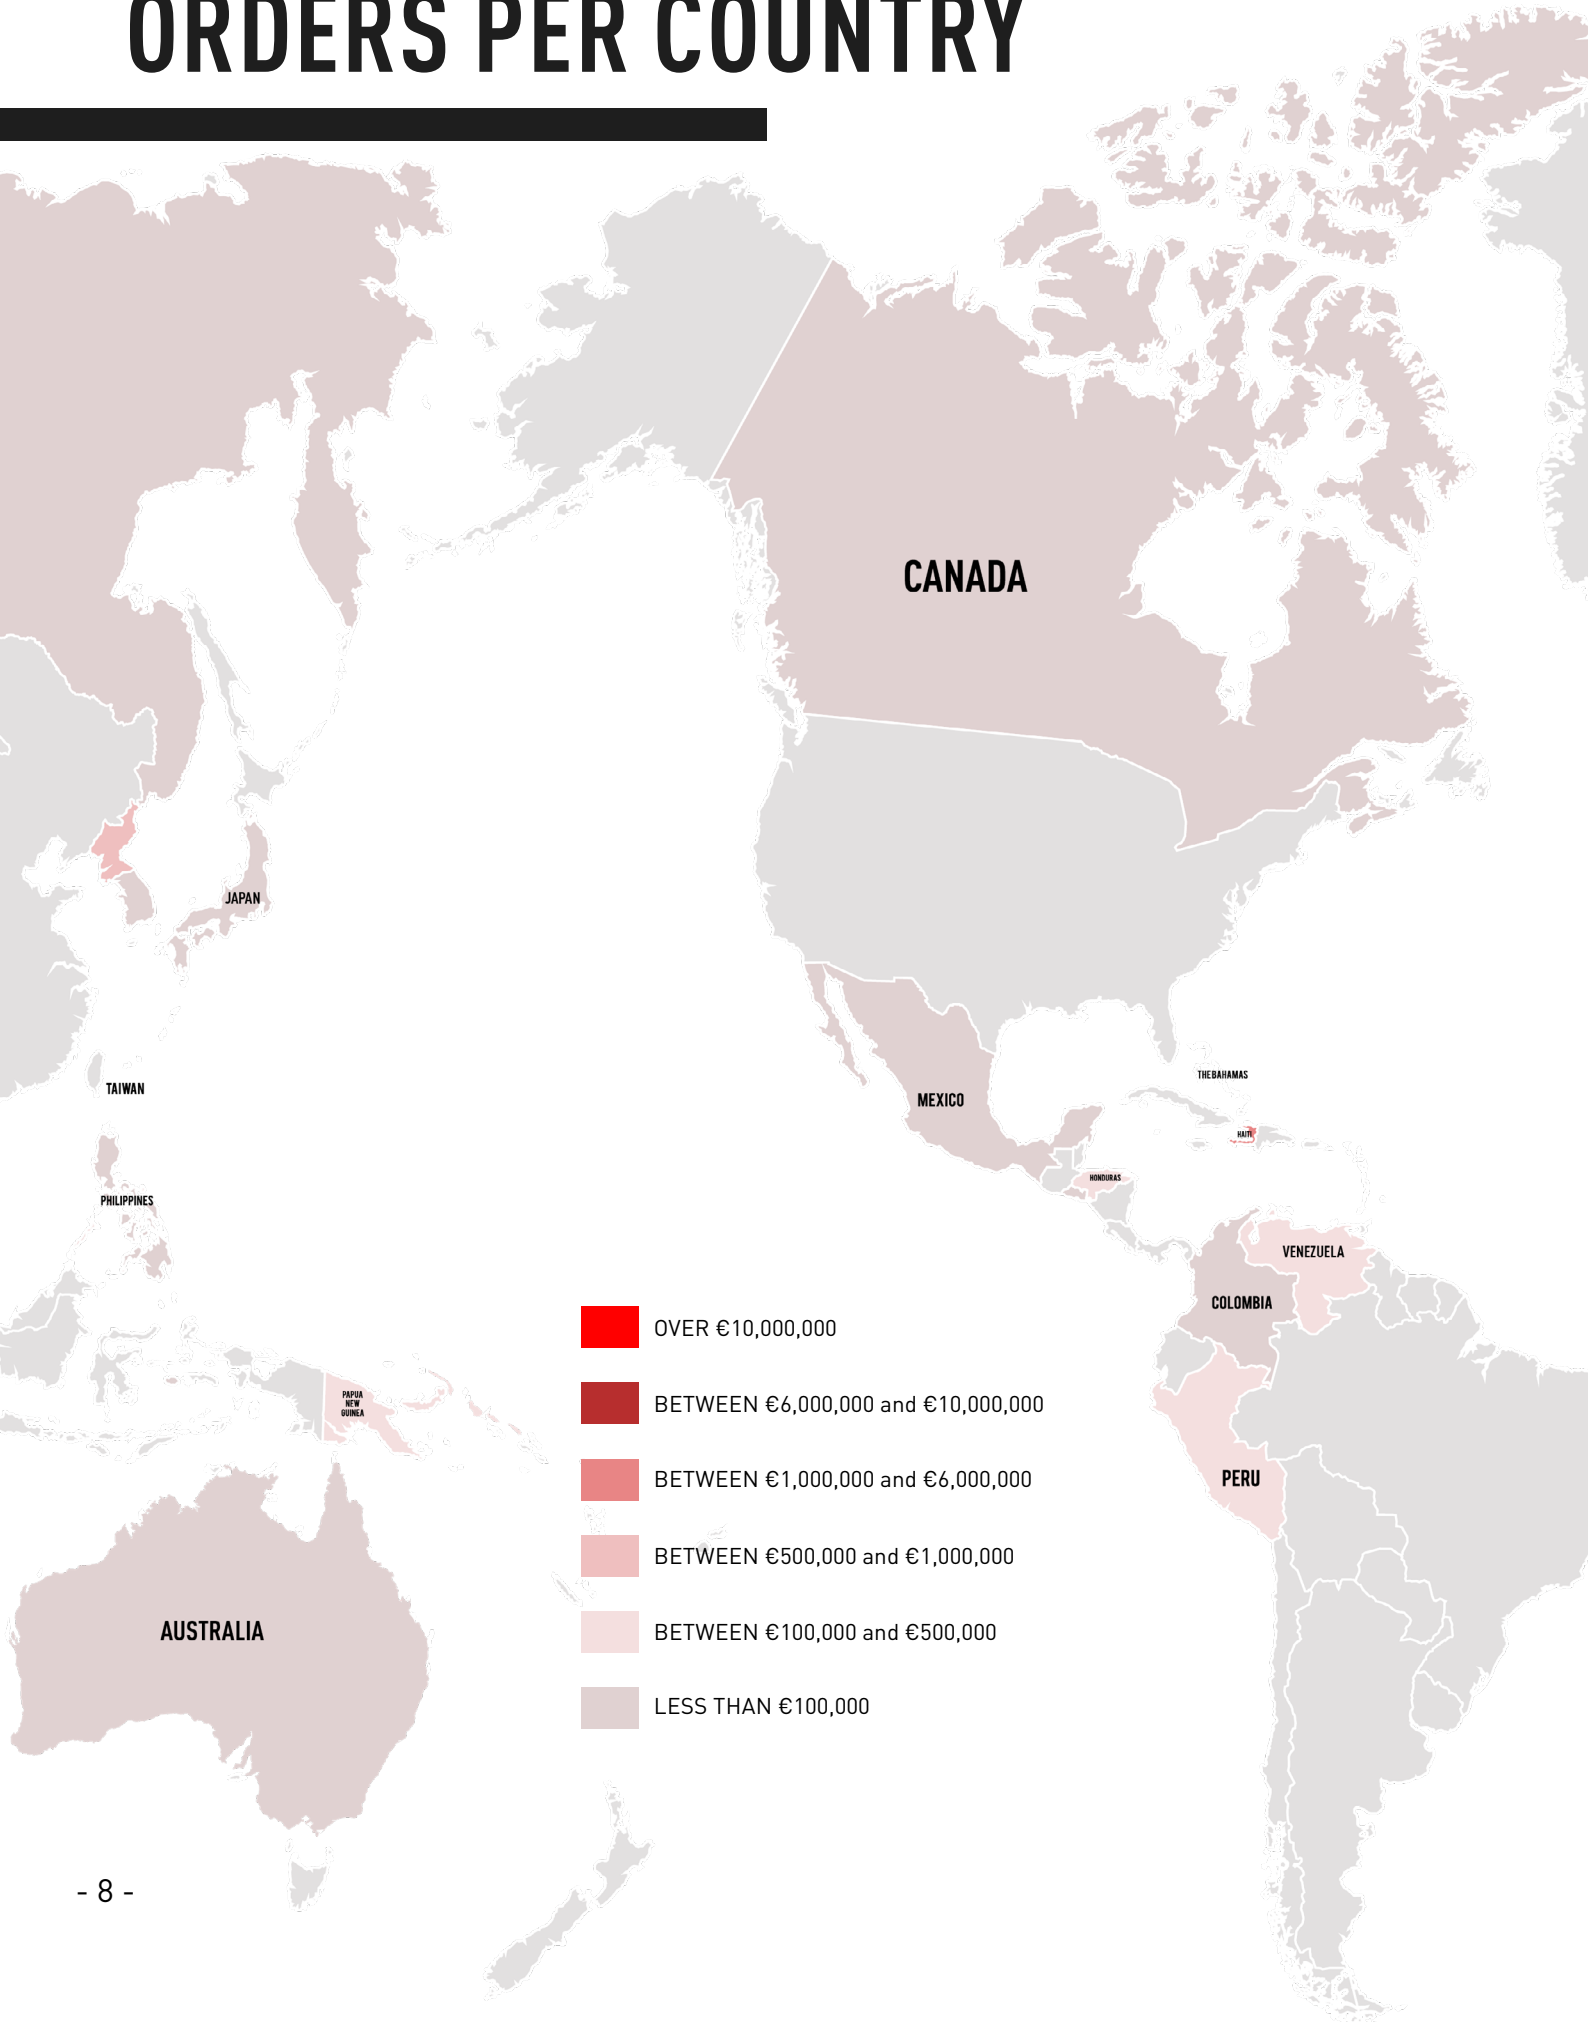 ORDERS PER COUNTRY
CANADA
JAPAN
TAIWAN
THE BAHAMAS
MEXICO
HAITI
HONDURAS
PHILIPPINES
VENEZUELA
COLOMBIA
OVER €10,000,000
BETWEEN €6,000,000 and €10,000,000
PAPUA
NEW
GUINEA
BETWEEN €1,000,000 and €6,000,000
PERU
BETWEEN €500,000 and €1,000,000
AUSTRALIA
BETWEEN €100,000 and €500,000
LESS THAN €100,000
- 8 -